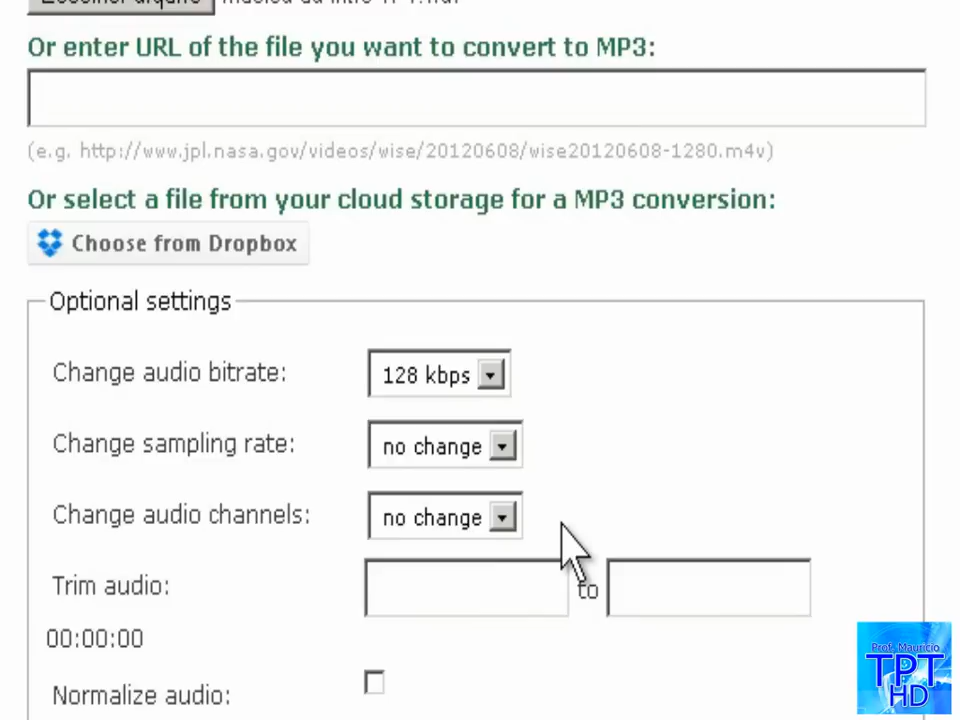 Or enter URL of the file you want to convert to MP3:
(e.g. http://www.jpl.nasa.gov/videos/wise/20120608/wise20120608-1280.m4v)
Or select a file from your cloud storage for a MP3 conversion:
Choose from Dropbox
Optional settings
Change audio bitrate: 128 kbps
Change sampling rate: no change
Change audio channels: no change
Trim audio: to
00:00:00
Normalize audio:
Prof. Mauricio
TPT
HD